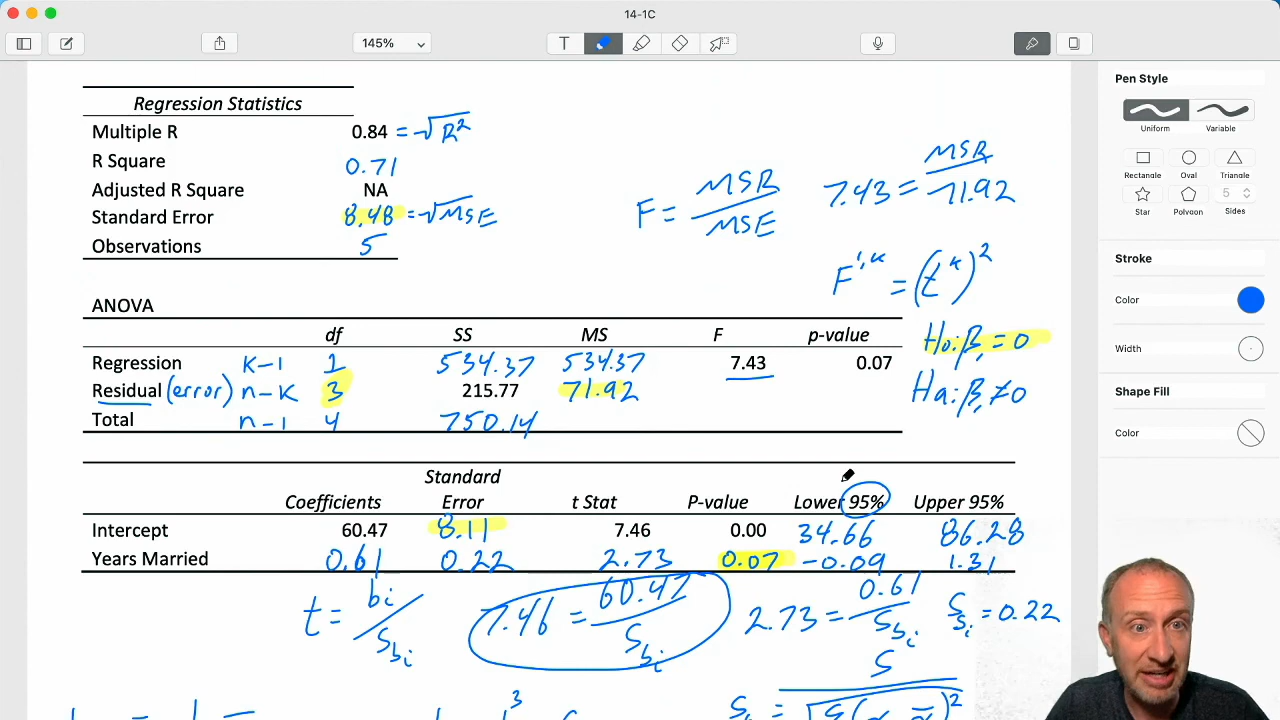 14-1C
145%
T
Pen Style
Uniform Variable
Rectangle Oval Triangle
Star Polygon 5 Sides
Stroke
Color
Width
Shape Fill
Color
Regression Statistics
Multiple R 0.84 = √R²
R Square 0.71
Adjusted R Square NA
Standard Error 8.48 = √MSE
Observations 5
F = MSR / MSE
7.43 = MSR / 71.92
F^1,k = (t^k)²
H0: β1 = 0
Ha: β1 ≠ 0
ANOVA
df SS MS F p-value
Regression K-1 1 534.37 534.37 7.43 0.07
Residual (error) n-K 3 215.77 71.92
Total n-1 4 750.14
Standard
Coefficients Error t Stat P-value Lower 95% Upper 95%
Intercept 60.47 8.11 7.46 0.00 34.66 86.28
Years Married 0.61 0.22 2.73 0.07 -0.09 1.31
t = bi / Sbi
7.46 = 60.47 / Sbi
2.73 = 0.61 / Sbi
Ssi = 0.22
S